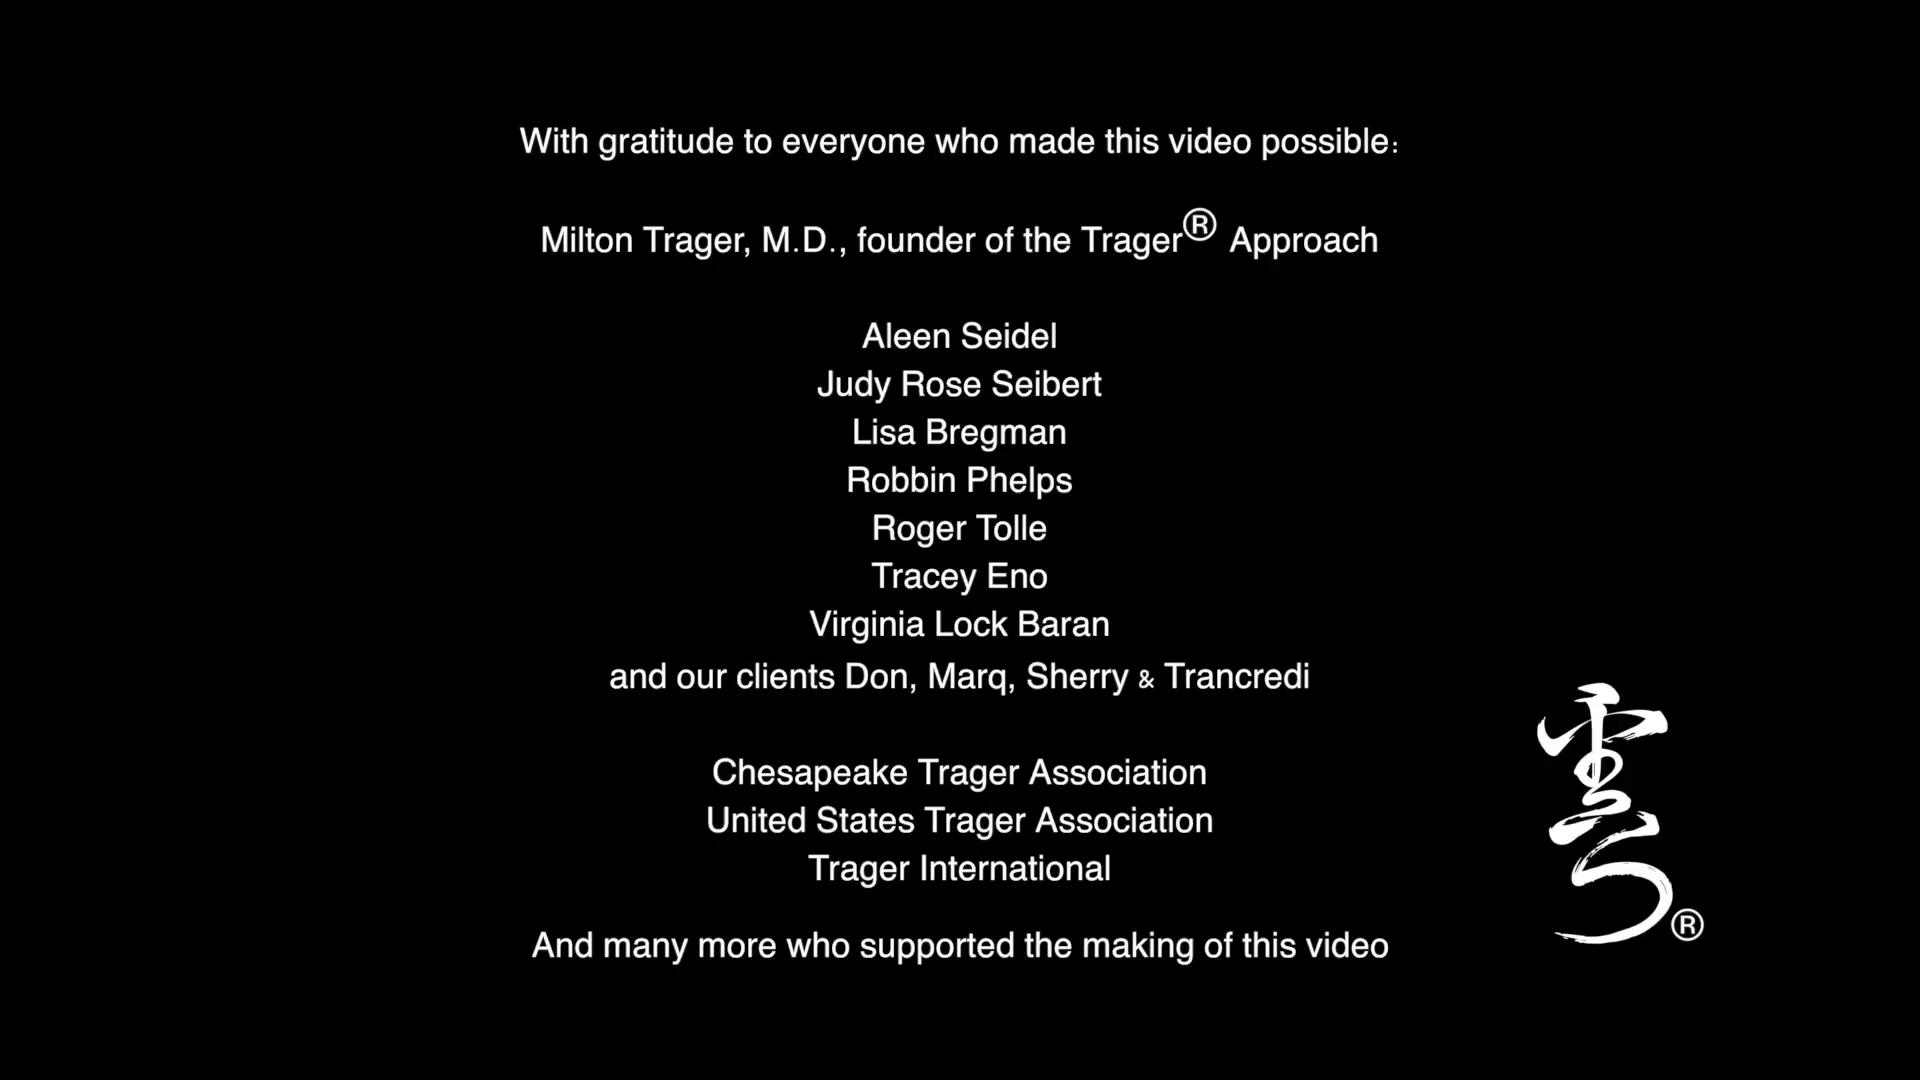 With gratitude to everyone who made this video possible:
Milton Trager, M.D., founder of the Trager® Approach
Aleen Seidel
Judy Rose Seibert
Lisa Bregman
Robbin Phelps
Roger Tolle
Tracey Eno
Virginia Lock Baran
and our clients Don, Marq, Sherry & Trancredi
Chesapeake Trager Association
United States Trager Association
Trager International
®
And many more who supported the making of this video